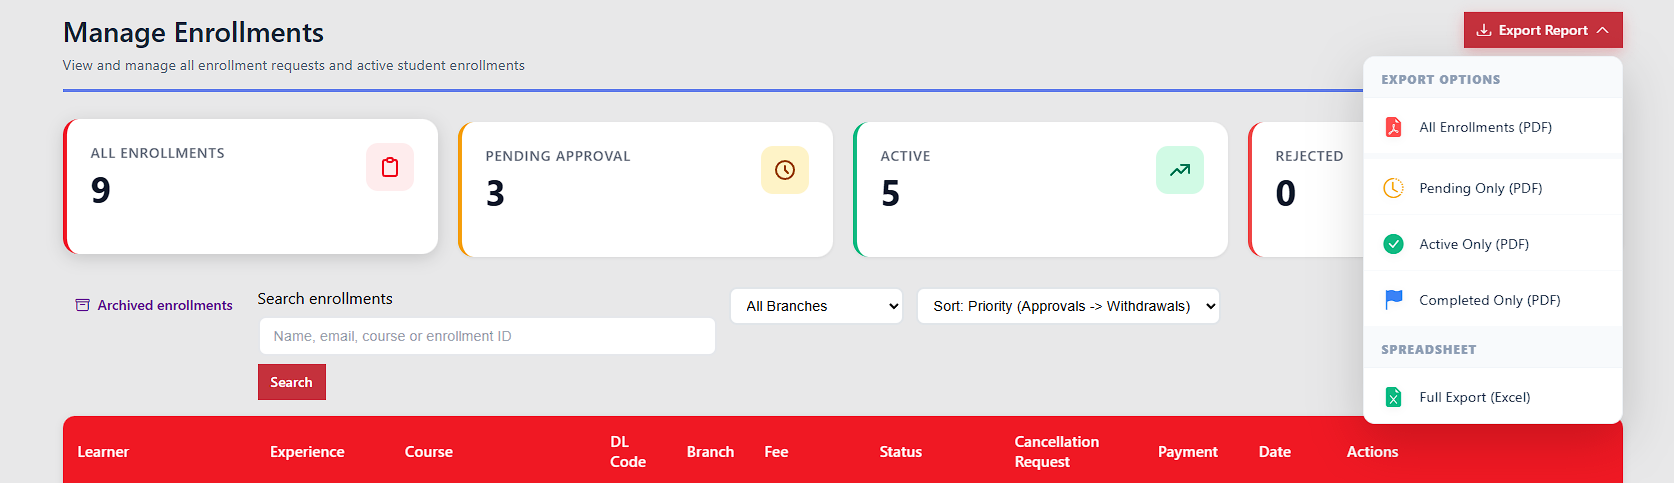 Manage Enrollments
View and manage all enrollment requests and active student enrollments
Export Report
EXPORT OPTIONS
All Enrollments (PDF)
Pending Only (PDF)
Active Only (PDF)
Completed Only (PDF)
SPREADSHEET
Full Export (Excel)
ALL ENROLLMENTS
9
PENDING APPROVAL
3
ACTIVE
5
REJECTED
0
Archived enrollments
Search enrollments
Name, email, course or enrollment ID
Search
All Branches
Sort: Priority (Approvals -> Withdrawals)
Learner
Experience
Course
DL
Code
Branch
Fee
Status
Cancellation
Request
Payment
Date
Actions